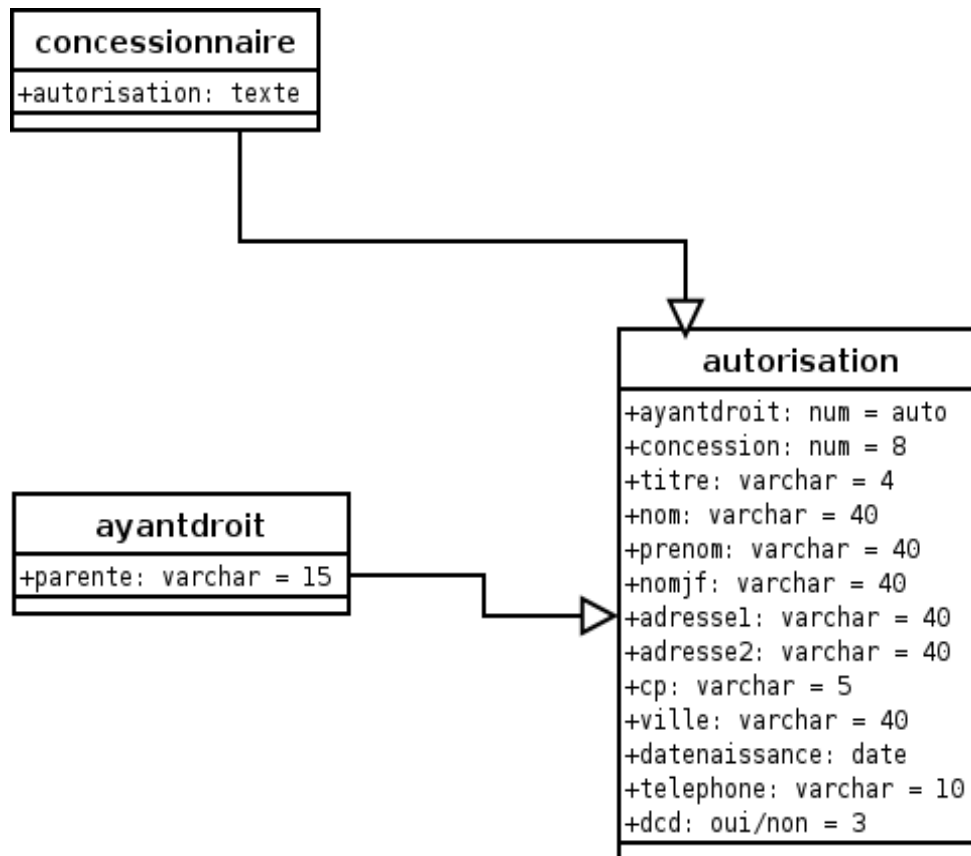 concessionnaire
+autorisation: texte
autorisation
+ayantdroit: num = auto
+concession: num = 8
+titre: varchar = 4
+nom: varchar = 40
+prenom: varchar = 40
+nomjf: varchar = 40
+adresse1: varchar = 40
+adresse2: varchar = 40
+cp: varchar = 5
+ville: varchar = 40
+datenaissance: date
+telephone: varchar = 10
+dcd: oui/non = 3
ayantdroit
+parente: varchar = 15